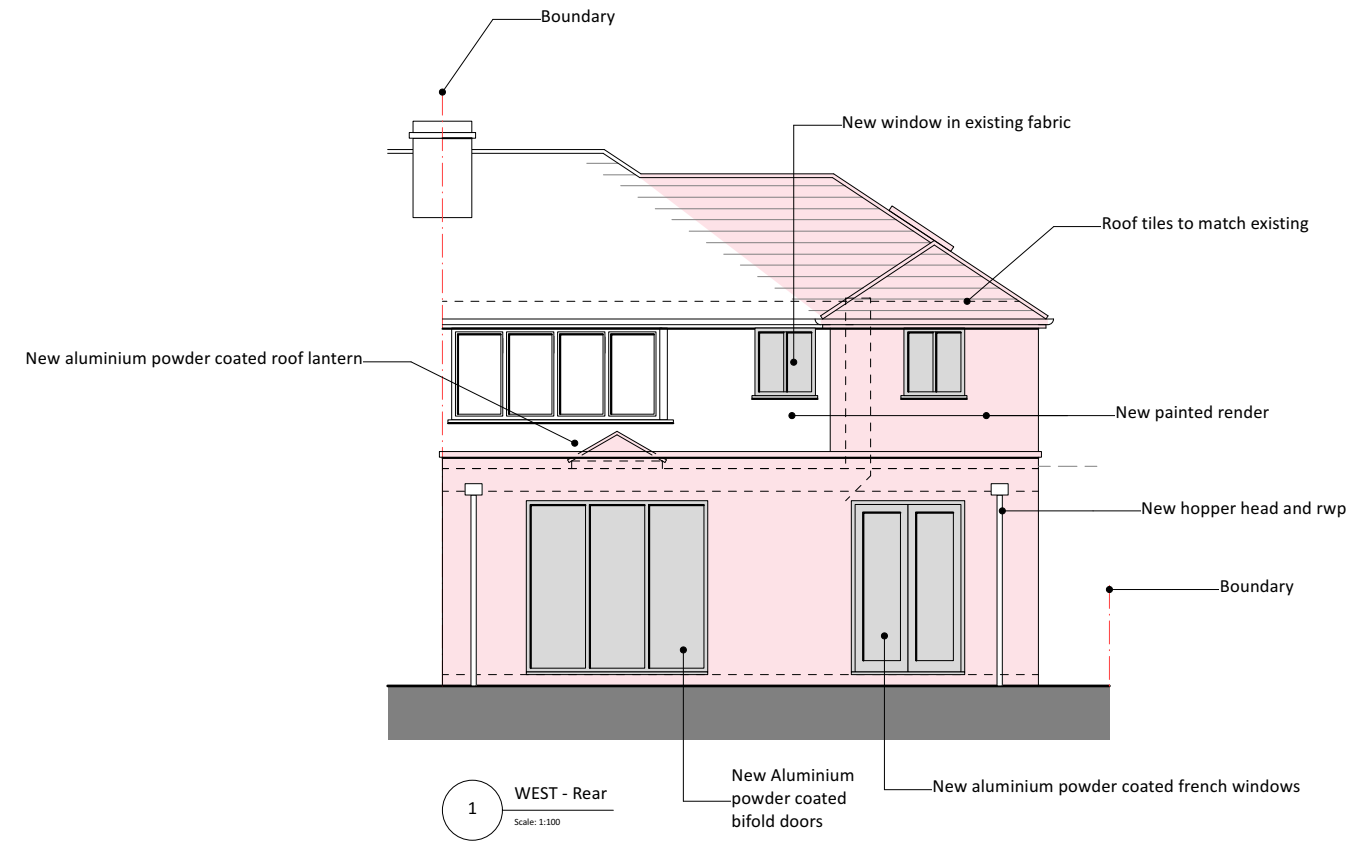 Boundary
New window in existing fabric
Roof tiles to match existing
New aluminium powder coated roof lantern
New painted render
New hopper head and rwp
Boundary
New Aluminium
powder coated
bifold doors
New aluminium powder coated french windows
1
WEST - Rear
Scale: 1:100